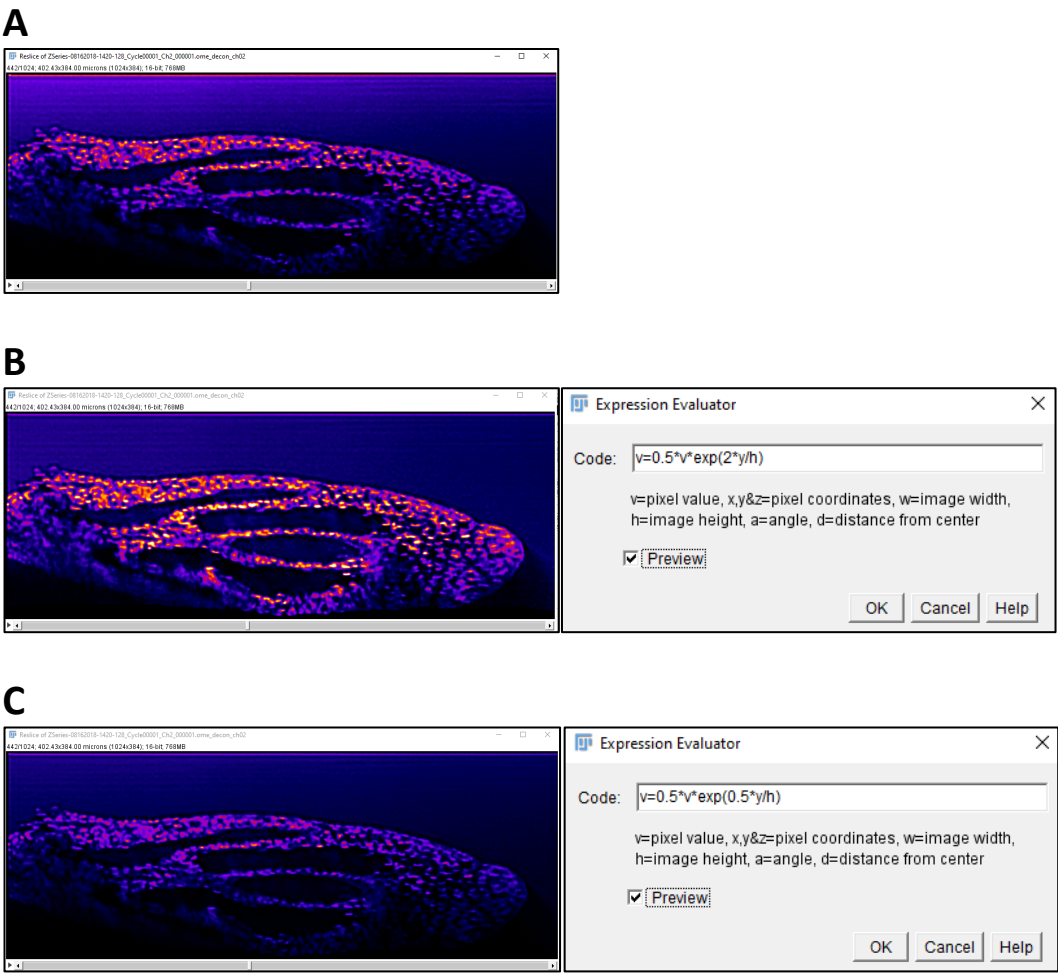 A
Reslice of ZSeries-08162018-1420-128_Cycle00001_Ch2_000001.ome_decon_ch02
442/1024; 402.43x384.00 microns (1024x384); 16-bit; 768MB
B
Reslice of ZSeries-08162018-1420-128_Cycle00001_Ch2_000001.ome_decon_ch02
442/1024; 402.43x384.00 microns (1024x384); 16-bit; 768MB
Expression Evaluator
Code: v=0.5*v*exp(2*y/h)
v=pixel value, x,y&z=pixel coordinates, w=image width,
h=image height, a=angle, d=distance from center
Preview
OK Cancel Help
C
Reslice of ZSeries-08162018-1420-128_Cycle00001_Ch2_000001.ome_decon_ch02
442/1024; 402.43x384.00 microns (1024x384); 16-bit; 768MB
Expression Evaluator
Code: v=0.5*v*exp(0.5*y/h)
v=pixel value, x,y&z=pixel coordinates, w=image width,
h=image height, a=angle, d=distance from center
Preview
OK Cancel Help